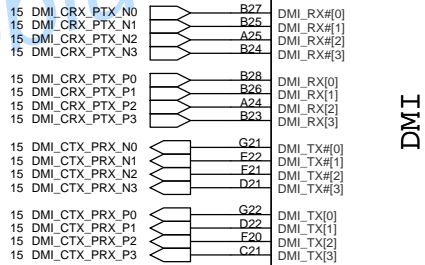 15 DMI_CRX_PTX_N0 B27 DMI_RX#[0]
15 DMI_CRX_PTX_N1 B25 DMI_RX#[1]
15 DMI_CRX_PTX_N2 A25 DMI_RX#[2]
15 DMI_CRX_PTX_N3 B24 DMI_RX#[3]
15 DMI_CRX_PTX_P0 B28 DMI_RX[0]
15 DMI_CRX_PTX_P1 B26 DMI_RX[1]
15 DMI_CRX_PTX_P2 A24 DMI_RX[2]
15 DMI_CRX_PTX_P3 B23 DMI_RX[3]
15 DMI_CTX_PRX_N0 G21 DMI_TX#[0]
15 DMI_CTX_PRX_N1 E22 DMI_TX#[1]
15 DMI_CTX_PRX_N2 F21 DMI_TX#[2]
15 DMI_CTX_PRX_N3 D21 DMI_TX#[3]
15 DMI_CTX_PRX_P0 G22 DMI_TX[0]
15 DMI_CTX_PRX_P1 D22 DMI_TX[1]
15 DMI_CTX_PRX_P2 F20 DMI_TX[2]
15 DMI_CTX_PRX_P3 C21 DMI_TX[3]
DMI